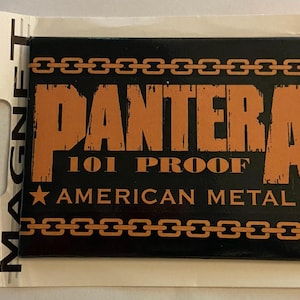 MAGNET
PANTERA
101 PROOF
★ AMERICAN METAL